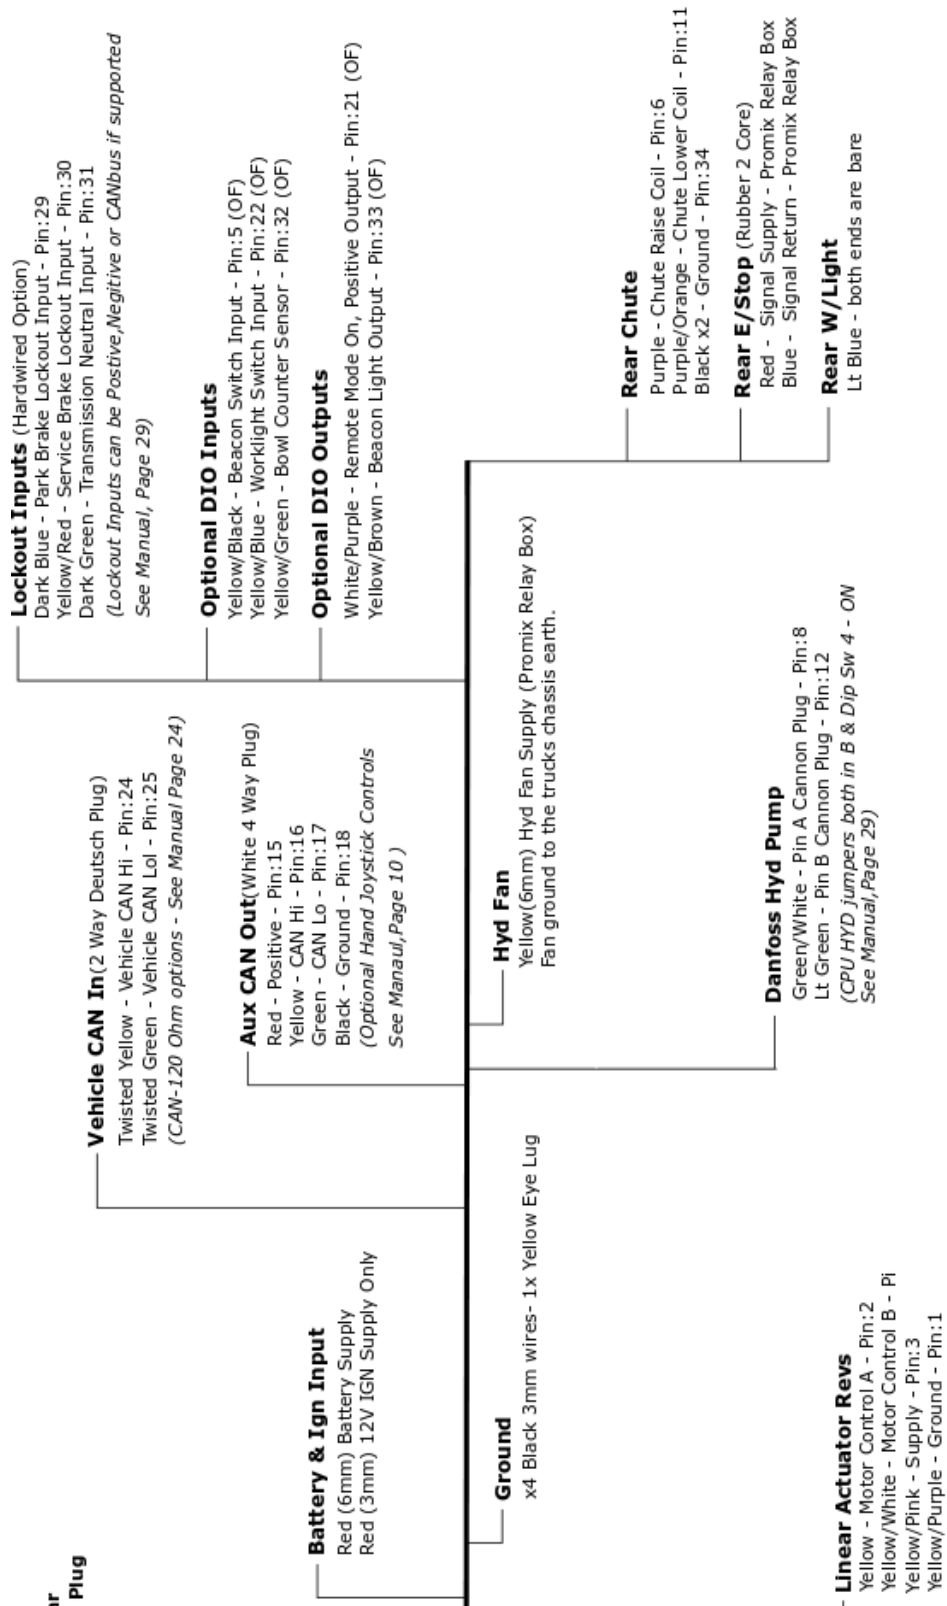 Lockout Inputs (Hardwired Option)
Dark Blue - Park Brake Lockout Input - Pin:29
Yellow/Red - Service Brake Lockout Input - Pin:30
Dark Green - Transmission Neutral Input - Pin:31
(Lockout Inputs can be Postive,Negitive or CANbus if supported
See Manual, Page 29)
Optional DIO Inputs
Yellow/Black - Beacon Switch Input - Pin:5 (OF)
Yellow/Blue - Worklight Switch Input - Pin:22 (OF)
Yellow/Green - Bowl Counter Sensor - Pin:32 (OF)
Optional DIO Outputs
White/Purple - Remote Mode On, Positive Output - Pin:21 (OF)
Yellow/Brown - Beacon Light Output - Pin:33 (OF)
Vehicle CAN In(2 Way Deutsch Plug)
Twisted Yellow - Vehicle CAN Hi - Pin:24
Twisted Green - Vehicle CAN Lol - Pin:25
(CAN-120 Ohm options - See Manual Page 24)
Aux CAN Out(White 4 Way Plug)
Red - Positive - Pin:15
Yellow - CAN Hi - Pin:16
Green - CAN Lo - Pin:17
Black - Ground - Pin:18
(Optional Hand Joystick Controls
See Manaul,Page 10 )
Battery & Ign Input
Red (6mm) Battery Supply
Red (3mm) 12V IGN Supply Only
Plug
Ground
x4 Black 3mm wires- 1x Yellow Eye Lug
Hyd Fan
Yellow(6mm) Hyd Fan Supply (Promix Relay Box)
Fan ground to the trucks chassis earth.
Rear Chute
Purple - Chute Raise Coil - Pin:6
Purple/Orange - Chute Lower Coil - Pin:11
Black x2 - Ground - Pin:34
Rear E/Stop (Rubber 2 Core)
Red - Signal Supply - Promix Relay Box
Blue - Signal Return - Promix Relay Box
Rear W/Light
Lt Blue - both ends are bare
Danfoss Hyd Pump
Green/White - Pin A Cannon Plug - Pin:8
Lt Green - Pin B Cannon Plug - Pin:12
(CPU HYD jumpers both in B & Dip Sw 4 - ON
See Manual,Page 29)
Linear Actuator Revs
Yellow - Motor Control A - Pin:2
Yellow/White - Motor Control B - Pi
Yellow/Pink - Supply - Pin:3
Yellow/Purple - Ground - Pin:1